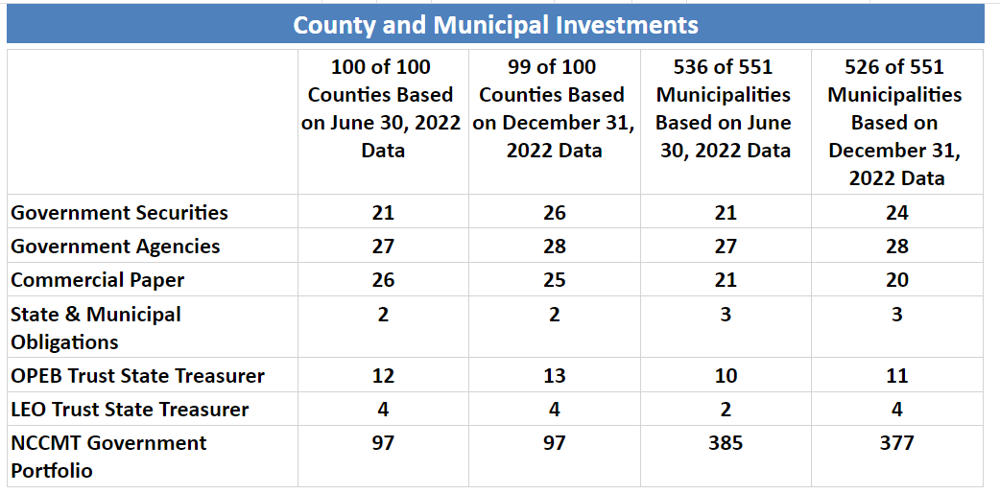 County and Municipal Investments
100 of 100
Counties Based
on June 30, 2022
Data
99 of 100
Counties Based
on December 31,
2022 Data
536 of 551
Municipalities
Based on June
30, 2022 Data
526 of 551
Municipalities
Based on
December 31,
2022 Data
Government Securities 21 26 21 24
Government Agencies 27 28 27 28
Commercial Paper 26 25 21 20
State & Municipal 2 2 3 3
Obligations
OPEB Trust State Treasurer 12 13 10 11
LEO Trust State Treasurer 4 4 2 4
NCCMT Government 97 97 385 377
Portfolio